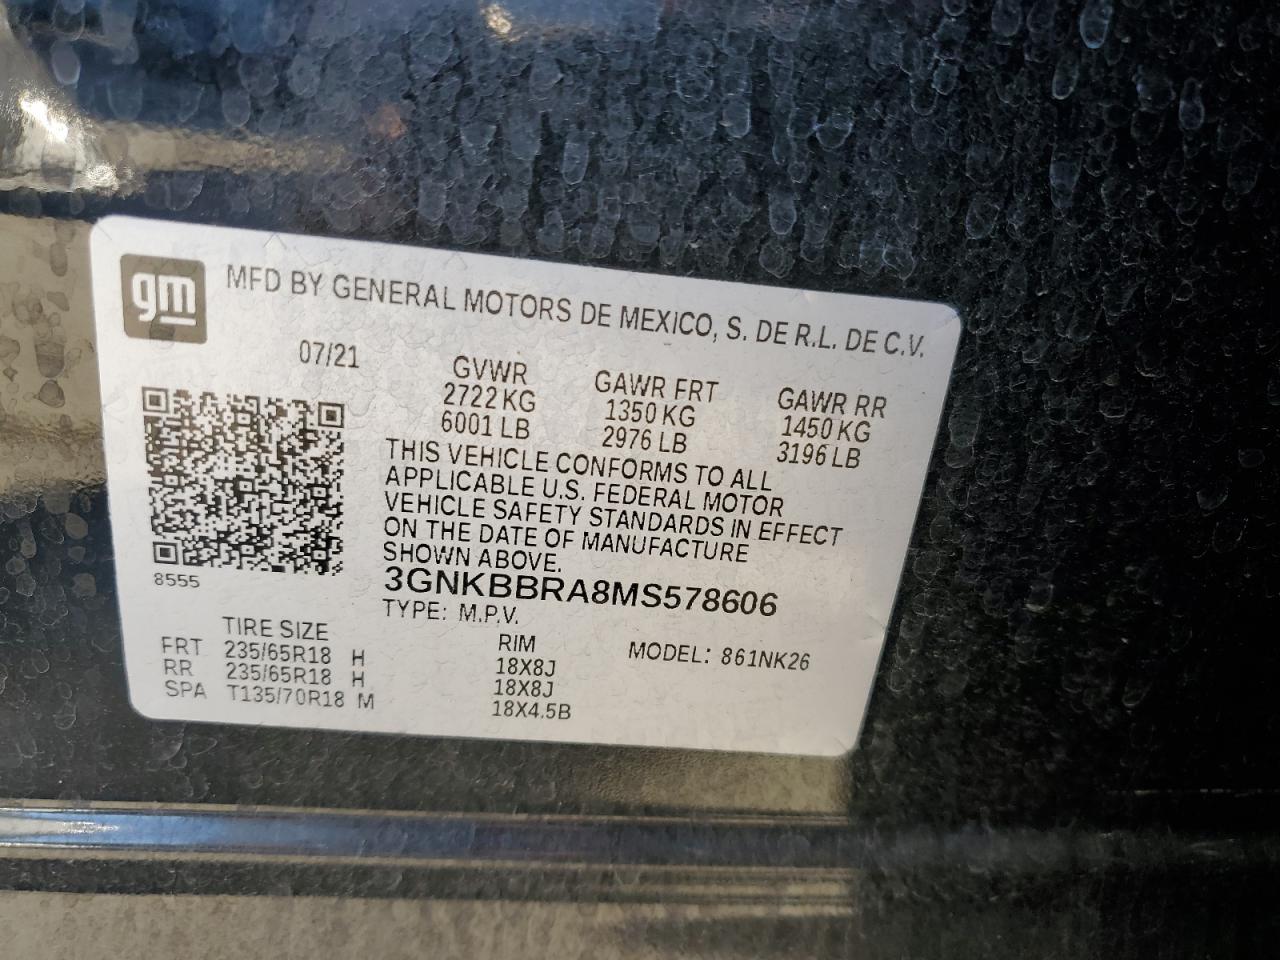 gm
MFD BY GENERAL MOTORS DE MEXICO, S. DE R.L. DE C.V.
07/21 GVWR GAWR FRT GAWR RR
2722 KG 1350 KG 1450 KG
6001 LB 2976 LB 3196 LB
THIS VEHICLE CONFORMS TO ALL
APPLICABLE U.S. FEDERAL MOTOR
VEHICLE SAFETY STANDARDS IN EFFECT
ON THE DATE OF MANUFACTURE
SHOWN ABOVE.
8555
3GNKBBRA8MS578606
TYPE: M.P.V.
TIRE SIZE RIM MODEL: 861NK26
FRT 235/65R18 H 18X8J
RR 235/65R18 H 18X8J
SPA T135/70R18 M 18X4.5B